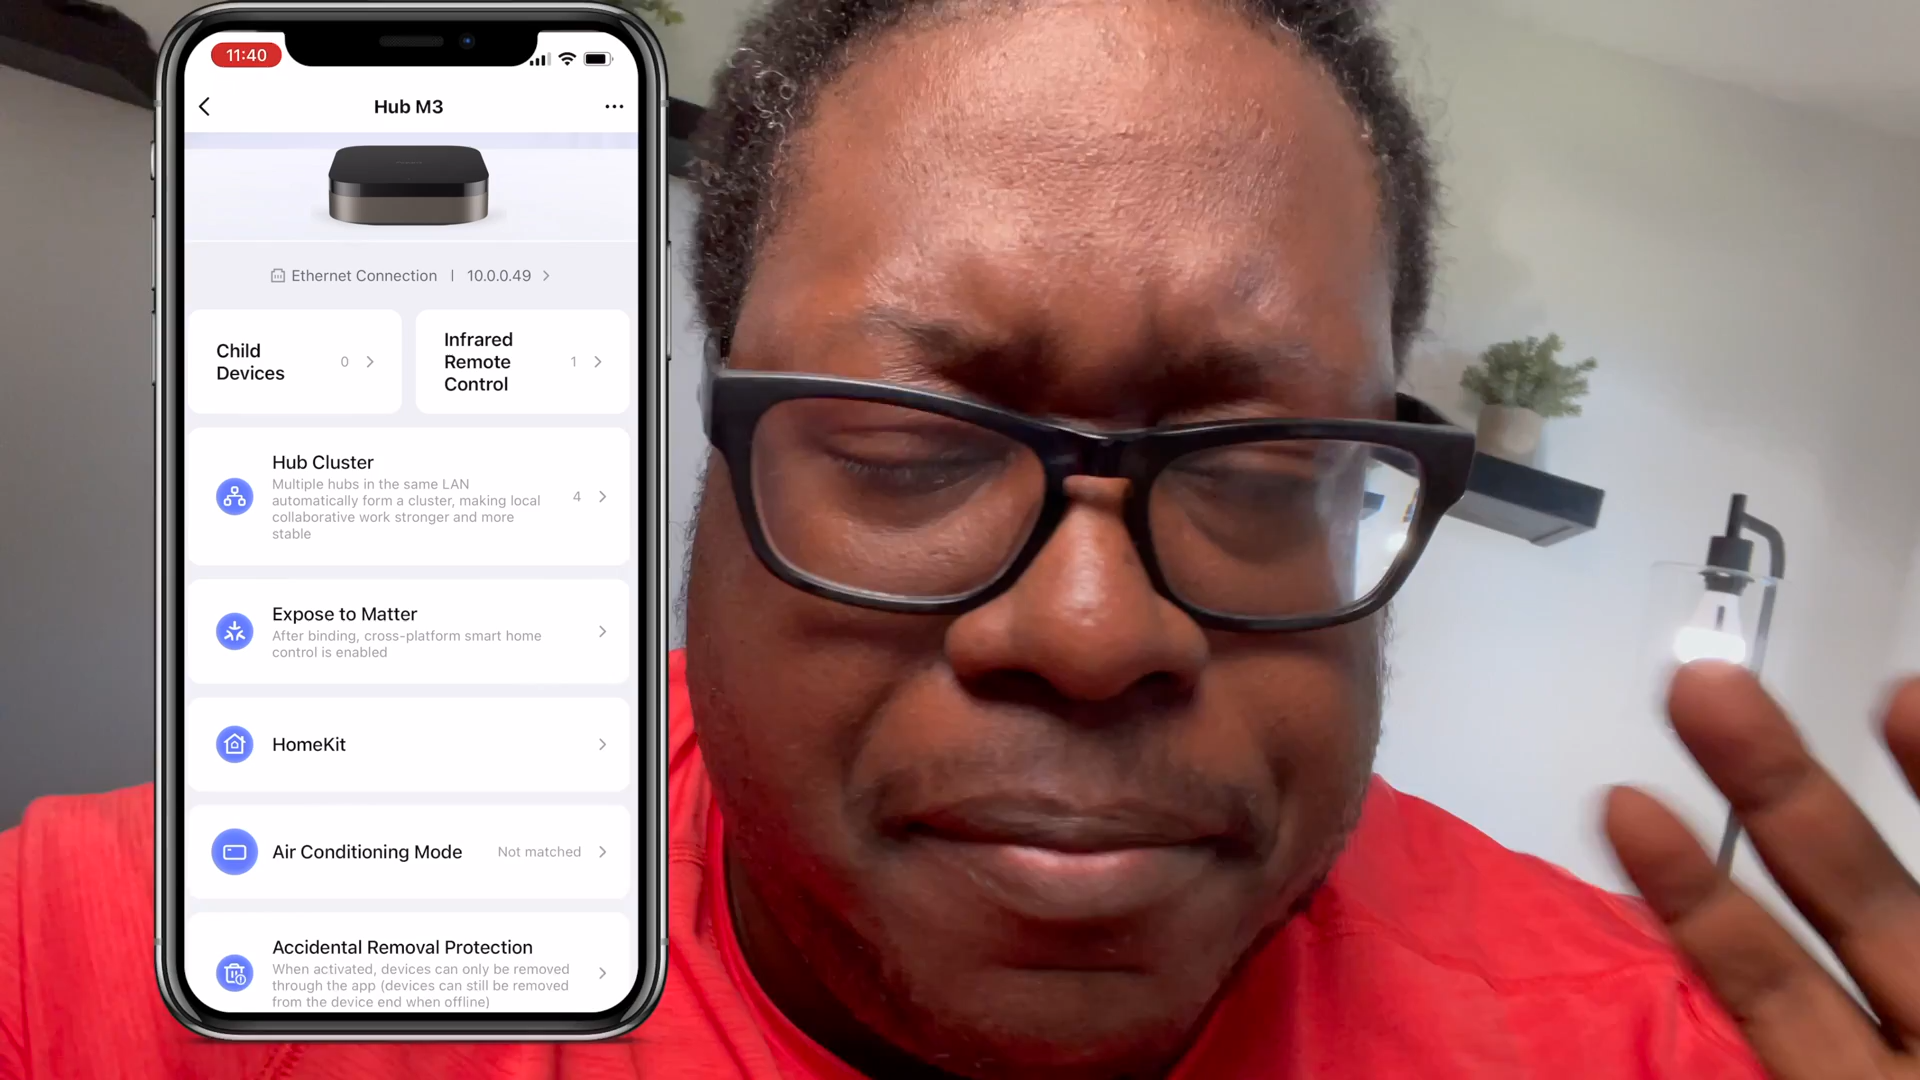 11:40
Hub M3
Ethernet Connection | 10.0.0.49
Child
Devices
0
Infrared
Remote
Control
1
Hub Cluster
Multiple hubs in the same LAN
automatically form a cluster, making local
collaborative work stronger and more
stable
4
Expose to Matter
After binding, cross-platform smart home
control is enabled
HomeKit
Air Conditioning Mode
Not matched
Accidental Removal Protection
When activated, devices can only be removed
through the app (devices can still be removed
from the device end when offline)